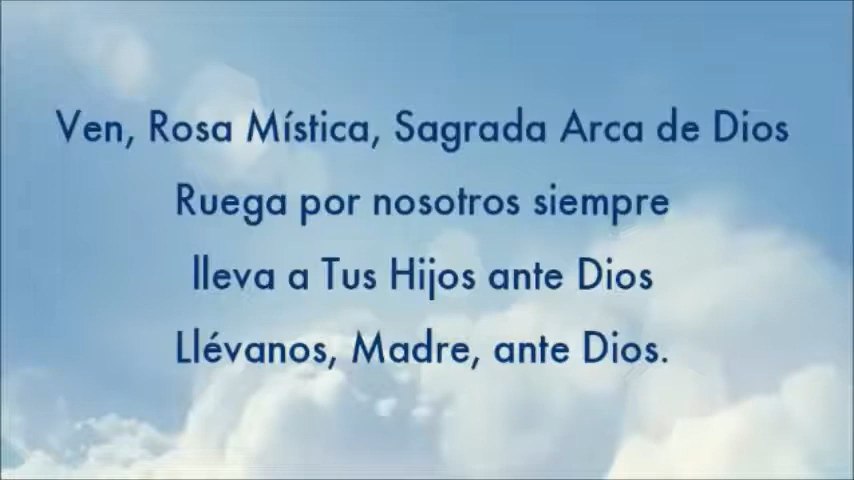 Ven, Rosa Mística, Sagrada Arca de Dios
Ruega por nosotros siempre
lleva a Tus Hijos ante Dios
Llévanos, Madre, ante Dios.